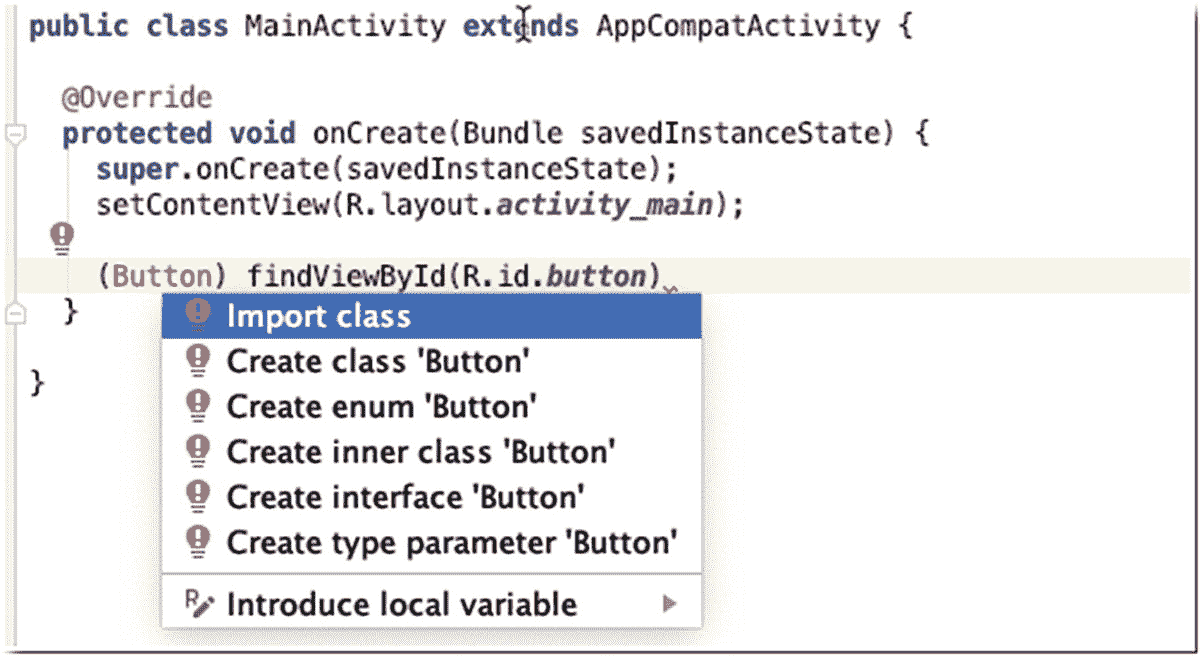 public class MainActivity extends AppCompatActivity {
@Override
protected void onCreate(Bundle savedInstanceState) {
super.onCreate(savedInstanceState);
setContentView(R.layout.activity_main);
(Button) findViewById(R.id.button)
}
Import class
Create class 'Button'
Create enum 'Button'
}
Create inner class 'Button'
Create interface 'Button'
Create type parameter 'Button'
Introduce local variable